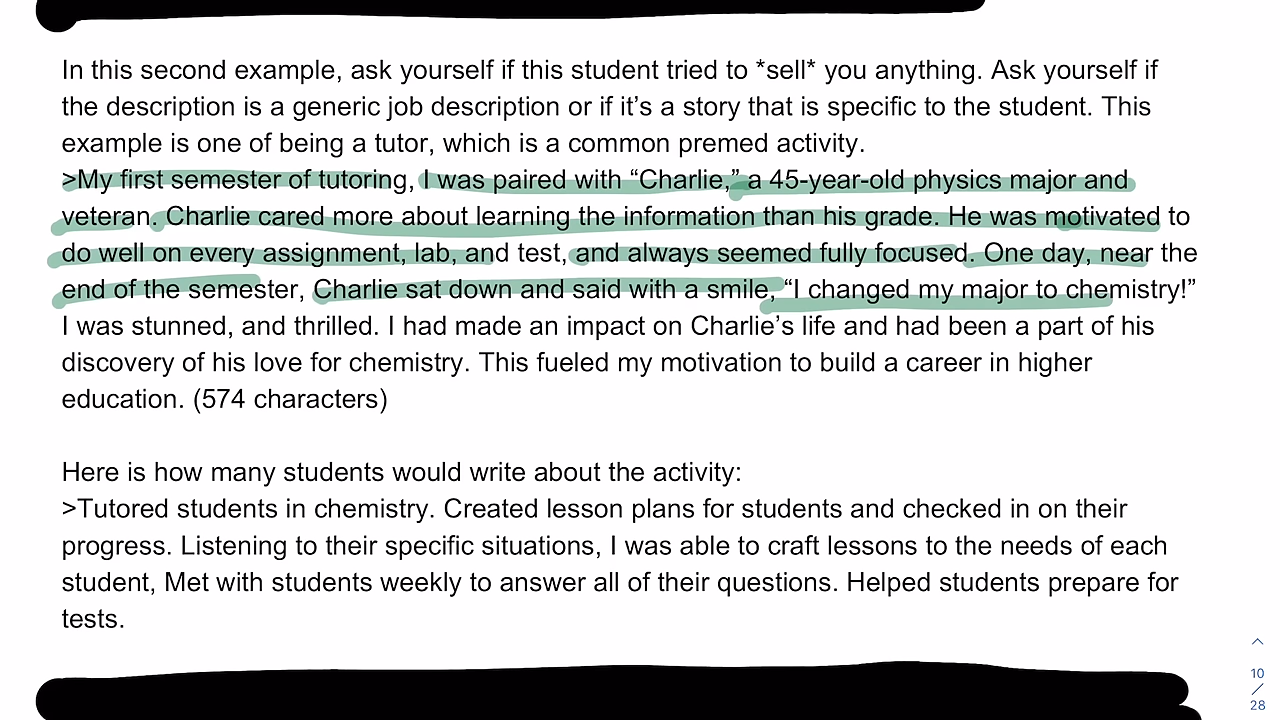 In this second example, ask yourself if this student tried to *sell* you anything. Ask yourself if
the description is a generic job description or if it’s a story that is specific to the student. This
example is one of being a tutor, which is a common premed activity.
>My first semester of tutoring, I was paired with “Charlie,” a 45-year-old physics major and
veteran. Charlie cared more about learning the information than his grade. He was motivated to
do well on every assignment, lab, and test, and always seemed fully focused. One day, near the
end of the semester, Charlie sat down and said with a smile, “I changed my major to chemistry!”
I was stunned, and thrilled. I had made an impact on Charlie’s life and had been a part of his
discovery of his love for chemistry. This fueled my motivation to build a career in higher
education. (574 characters)
Here is how many students would write about the activity:
>Tutored students in chemistry. Created lesson plans for students and checked in on their
progress. Listening to their specific situations, I was able to craft lessons to the needs of each
student, Met with students weekly to answer all of their questions. Helped students prepare for
tests.
10
/
28